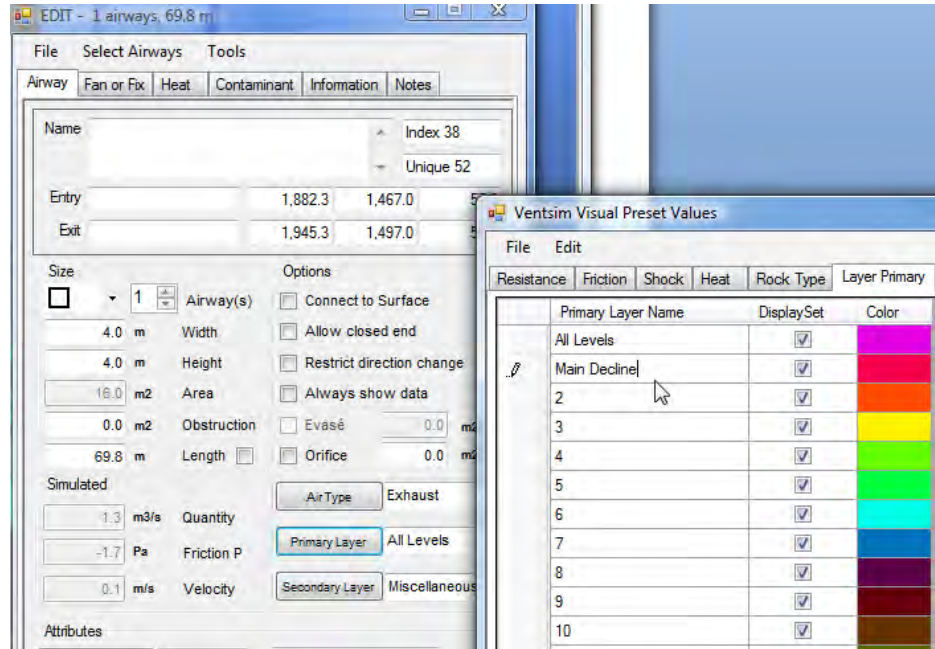 EDIT - 1 airways, 69.8 m
File Select Airways Tools
Airway Fan or Fix Heat Contaminant Information Notes
Name Index 38
Unique 52
Entry 1,882.3 1,467.0
Exit 1,945.3 1,497.0
Size Options
1 Airway(s) Connect to Surface
4.0 m Width Allow closed end
4.0 m Height Restrict direction change
16.0 m2 Area Always show data
0.0 m2 Obstruction Evasé 0.0 m2
69.8 m Length Orifice 0.0 m2
Simulated
Air Type Exhaust
1.3 m3/s Quantity
Primary Layer All Levels
-1.7 Pa Friction P
0.1 m/s Velocity Secondary Layer Miscellaneous
Attributes
Ventsim Visual Preset Values
File Edit
Resistance Friction Shock Heat Rock Type Layer Primary
Primary Layer Name DisplaySet Color
All Levels
Main Decline
2
3
4
5
6
7
8
9
10